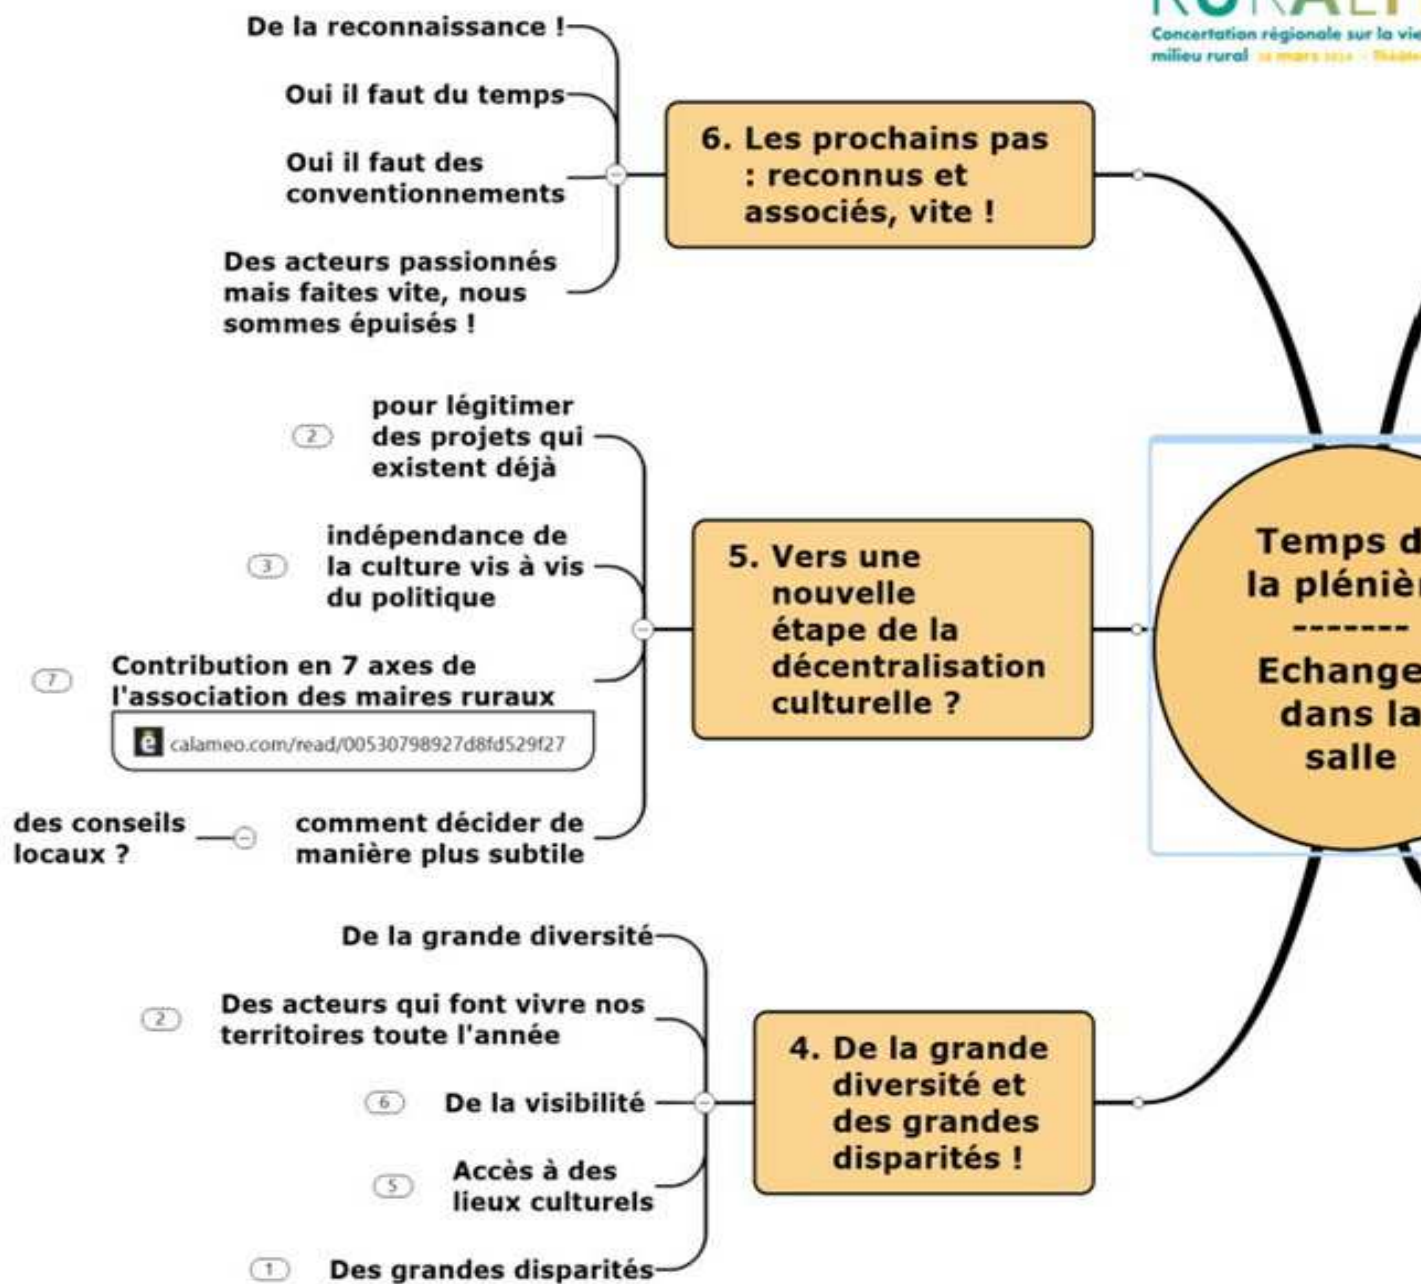 Concertation régionale sur la vie
milieu rural
De la reconnaissance !
Oui il faut du temps
Oui il faut des
conventionnements
Des acteurs passionnés
mais faites vite, nous
sommes épuisés !
6. Les prochains pas
: reconnus et
associés, vite !
pour légitimer
des projets qui
existent déjà
2
indépendance de
la culture vis à vis
du politique
3
Contribution en 7 axes de
l'association des maires ruraux
7
calameo.com/read/00530798927d8fd529f27
comment décider de
manière plus subtile
des conseils
locaux ?
5. Vers une
nouvelle
étape de la
décentralisation
culturelle ?
Temps d
la pléniè
-------
Echange
dans la
salle
De la grande diversité
Des acteurs qui font vivre nos
territoires toute l'année
2
De la visibilité
6
Accès à des
lieux culturels
5
Des grandes disparités
1
4. De la grande
diversité et
des grandes
disparités !